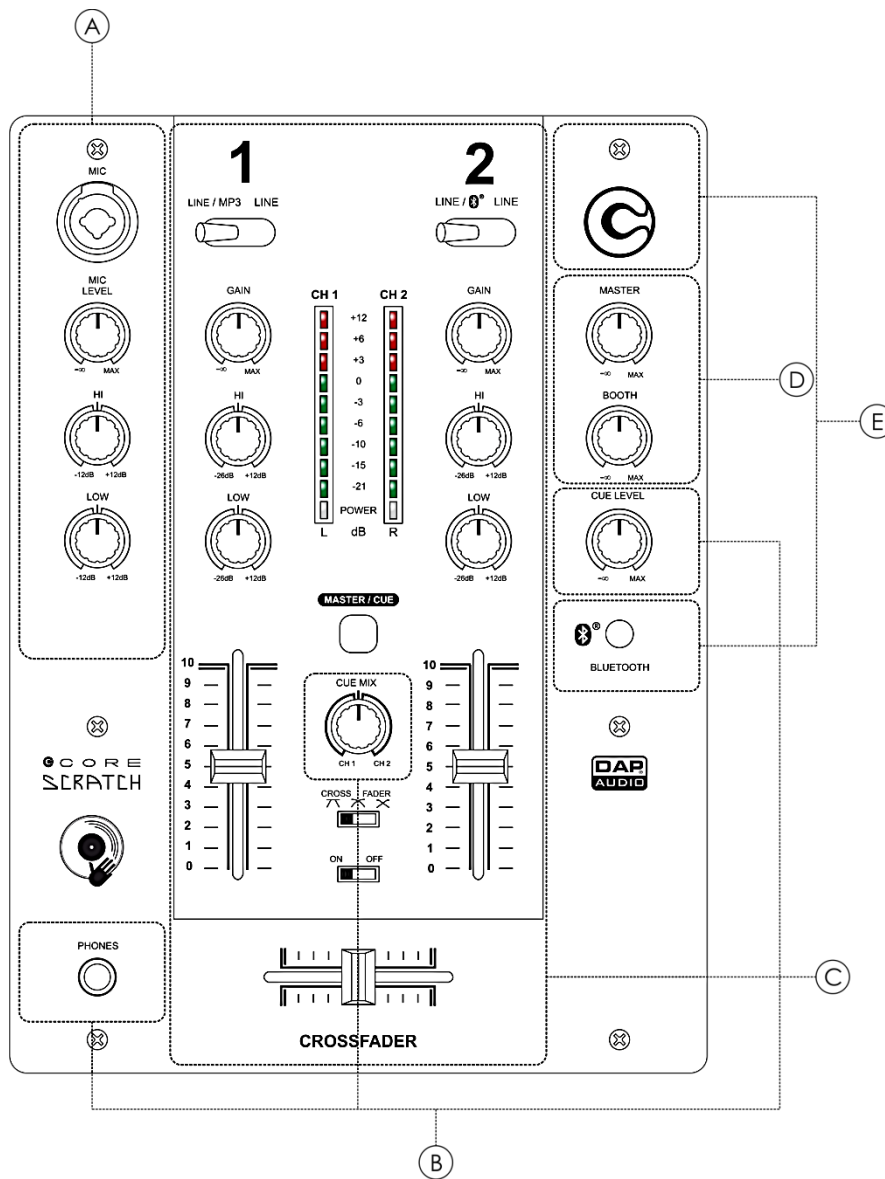 A
MIC
MIC
LEVEL
-∞ MAX
HI
-12dB +12dB
LOW
-12dB +12dB
CORE
SCRATCH
PHONES
1
LINE / MP3 LINE
GAIN
-∞ MAX
HI
-26dB +12dB
LOW
-26dB +12dB
10
9
8
7
6
5
4
3
2
1
0
CH 1 CH 2
+12
+6
+3
0
-3
-6
-10
-15
-21
POWER
L dB R
MASTER / CUE
CUE MIX
CH 1 CH 2
CROSS FADER
ON OFF
CROSSFADER
2
LINE / ® LINE
GAIN
-∞ MAX
HI
-26dB +12dB
LOW
-26dB +12dB
10
9
8
7
6
5
4
3
2
1
0
MASTER
-∞ MAX
BOOTH
-∞ MAX
CUE LEVEL
-∞ MAX
®
BLUETOOTH
DAP®
AUDIO
D
E
C
B